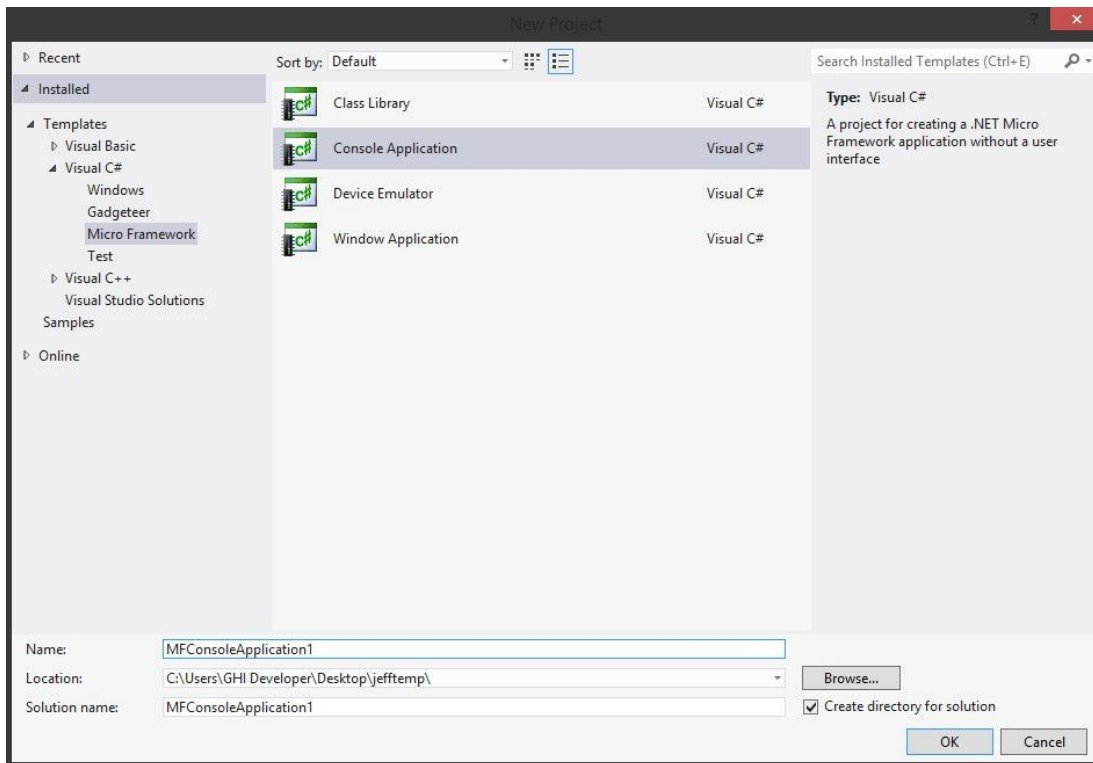 New Project
?
Recent
Installed
Templates
Visual Basic
Visual C#
Windows
Gadgeteer
Micro Framework
Test
Visual C++
Visual Studio Solutions
Samples
Online
Sort by: Default
C# Class Library Visual C#
C# Console Application Visual C#
C# Device Emulator Visual C#
C# Window Application Visual C#
Search Installed Templates (Ctrl+E)
Type: Visual C#
A project for creating a .NET Micro
Framework application without a user
interface
Name: MFConsoleApplication1
Location: C:\Users\GHI Developer\Desktop\jefftemp\ Browse...
Solution name: MFConsoleApplication1 Create directory for solution
OK Cancel